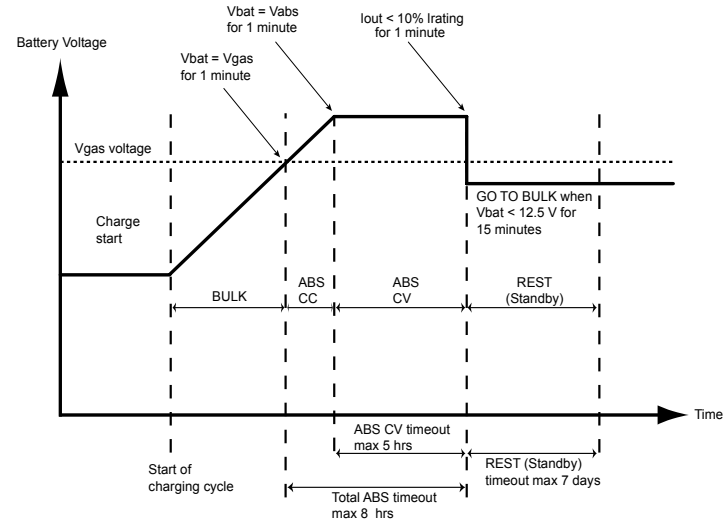 Vbat = Vabs
for 1 minute
Iout < 10% Irating
for 1 minute
Battery Voltage
Vbat = Vgas
for 1 minute
Vgas voltage
GO TO BULK when
Vbat < 12.5 V for
15 minutes
Charge
start
BULK
ABS
CC
ABS
CV
REST
(Standby)
Time
ABS CV timeout
max 5 hrs
Start of
charging cycle
REST (Standby)
timeout max 7 days
Total ABS timeout
max 8 hrs